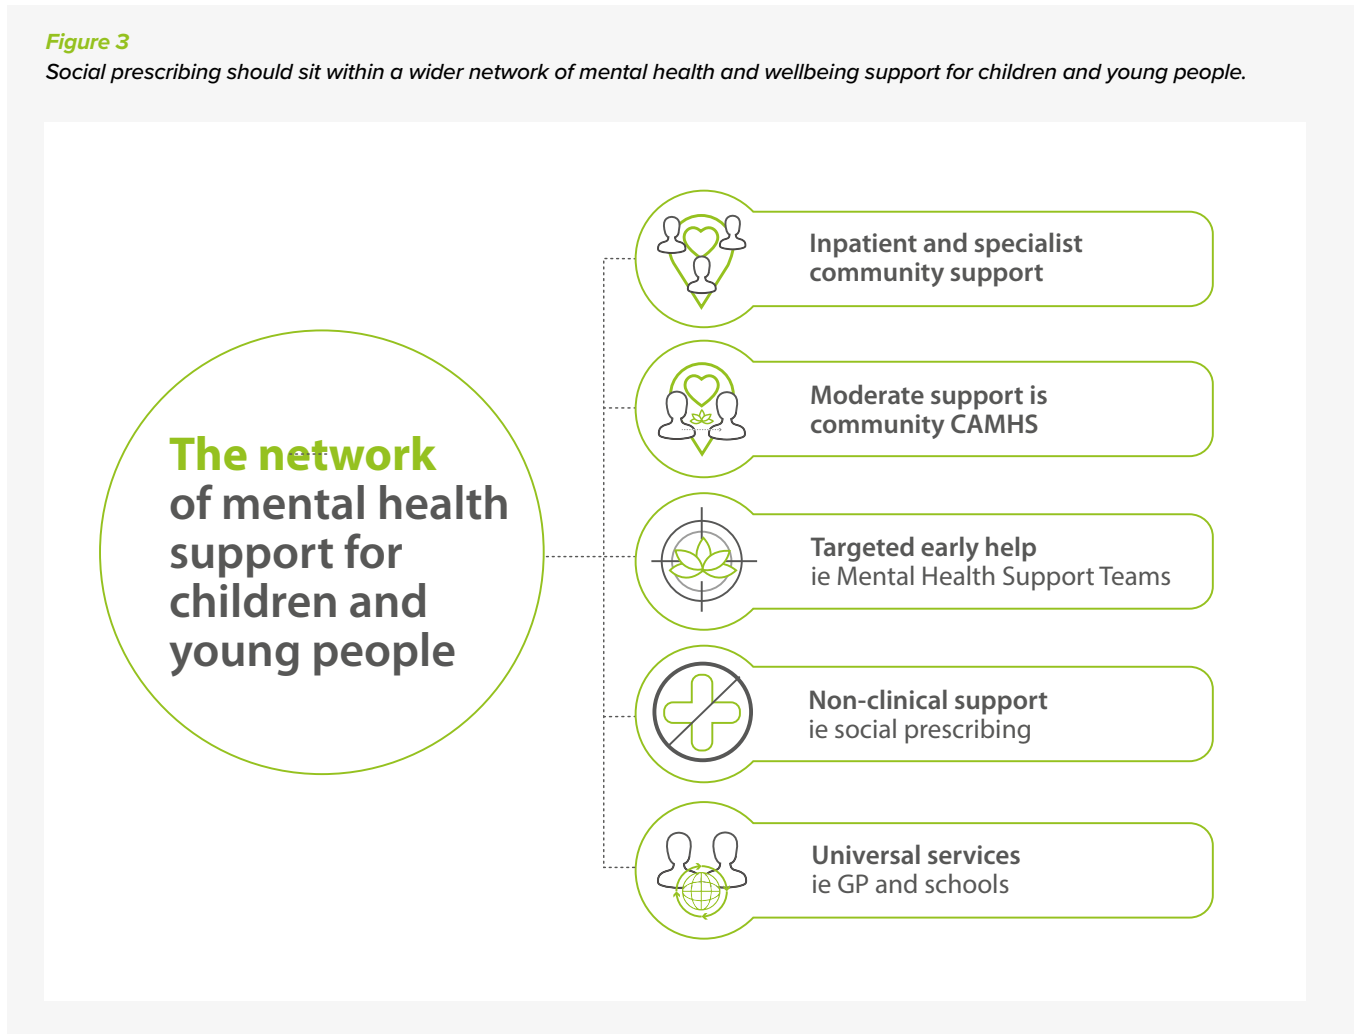 Figure 3
Social prescribing should sit within a wider network of mental health and wellbeing support for children and young people.
The network
of mental health
support for
children and
young people
Inpatient and specialist
community support
Moderate support is
community CAMHS
Targeted early help
ie Mental Health Support Teams
Non-clinical support
ie social prescribing
Universal services
ie GP and schools